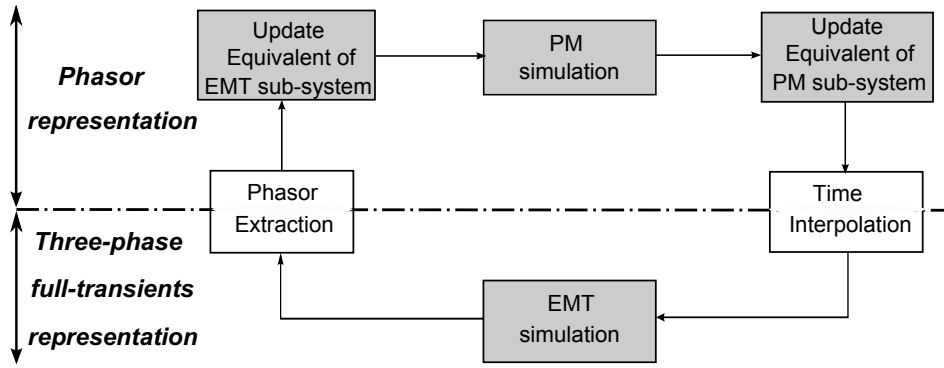 Phasor
representation
Update
Equivalent of
EMT sub-system
PM
simulation
Update
Equivalent of
PM sub-system
Phasor
Extraction
Time
Interpolation
Three-phase
full-transients
representation
EMT
simulation